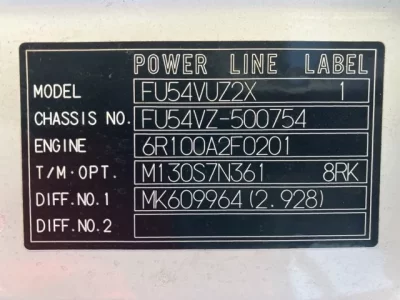 POWER LINE LABEL
MODEL FU54VUZ2X 1
CHASSIS NO. FU54VZ-500754
ENGINE 6R100A2F0201
T/M·OPT. M130S7N361 8RK
DIFF.NO.1 MK609964(2.928)
DIFF.NO.2